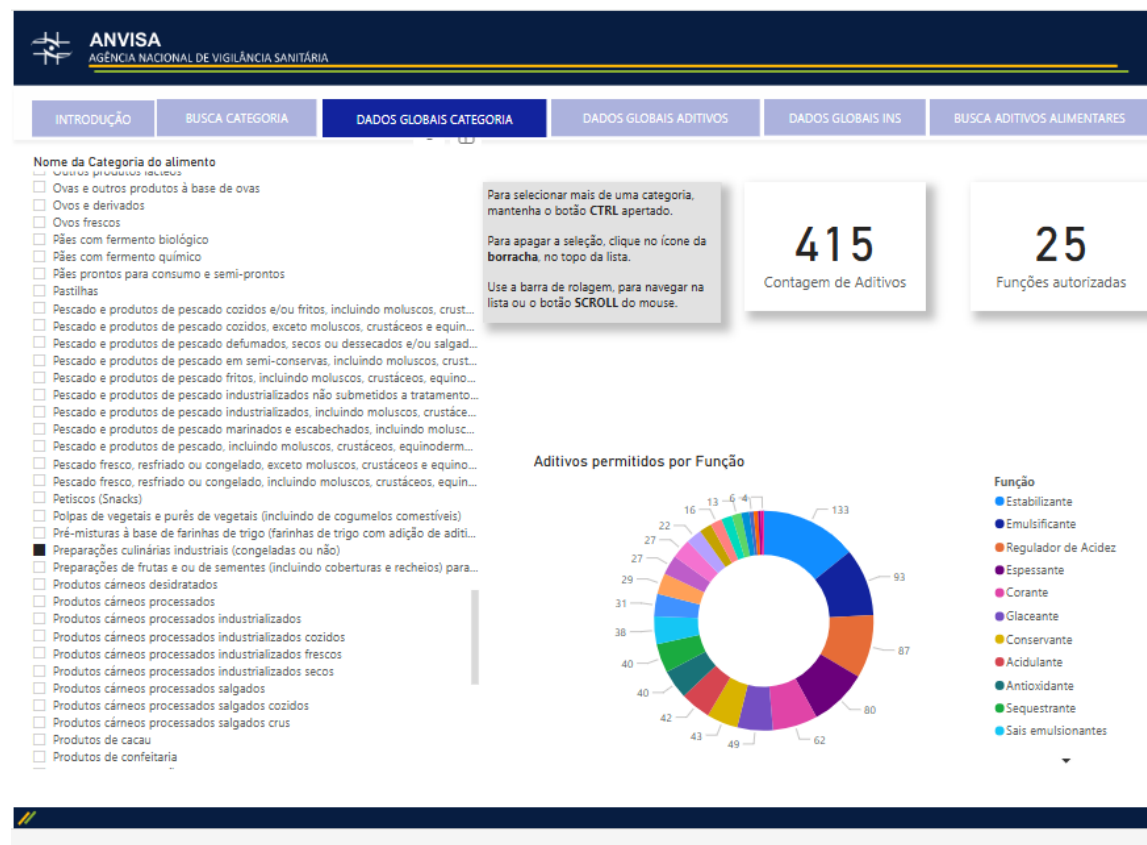 ANVISA
AGÊNCIA NACIONAL DE VIGILÂNCIA SANITÁRIA
INTRODUÇÃO
BUSCA CATEGORIA
DADOS GLOBAIS CATEGORIA
DADOS GLOBAIS ADITIVOS
DADOS GLOBAIS INS
BUSCA ADITIVOS ALIMENTARES
Nome da Categoria do alimento
Outros produtos lácteos
Ovas e outros produtos à base de ovas
Ovos e derivados
Ovos frescos
Pães com fermento biológico
Pães com fermento químico
Pães prontos para consumo e semi-prontos
Pastilhas
Pescado e produtos de pescado cozidos e/ou fritos, incluindo moluscos, crust...
Pescado e produtos de pescado cozidos, exceto moluscos, crustáceos e equin...
Pescado e produtos de pescado defumados, secos ou dessecados e/ou salgad...
Pescado e produtos de pescado em semi-conservas, incluindo moluscos, crust...
Pescado e produtos de pescado fritos, incluindo moluscos, crustáceos, equino...
Pescado e produtos de pescado industrializados não submetidos a tratamento...
Pescado e produtos de pescado industrializados, incluindo moluscos, crustáce...
Pescado e produtos de pescado marinados e escabechados, incluindo molusc...
Pescado e produtos de pescado, incluindo moluscos, crustáceos, equinoderm...
Pescado fresco, resfriado ou congelado, exceto moluscos, crustáceos e equino...
Pescado fresco, resfriado ou congelado, incluindo moluscos, crustáceos, equin...
Petiscos (Snacks)
Polpas de vegetais e purês de vegetais (incluindo de cogumelos comestíveis)
Pré-misturas à base de farinhas de trigo (farinhas de trigo com adição de aditi...
Preparações culinárias industriais (congeladas ou não)
Preparações de frutas e ou de sementes (incluindo coberturas e recheios) para...
Produtos cárneos desidratados
Produtos cárneos processados
Produtos cárneos processados industrializados
Produtos cárneos processados industrializados cozidos
Produtos cárneos processados industrializados frescos
Produtos cárneos processados industrializados secos
Produtos cárneos processados salgados
Produtos cárneos processados salgados cozidos
Produtos cárneos processados salgados crus
Produtos de cacau
Produtos de confeitaria
Para selecionar mais de uma categoria,
mantenha o botão CTRL apertado.
Para apagar a seleção, clique no ícone da
borracha, no topo da lista.
Use a barra de rolagem, para navegar na
lista ou o botão SCROLL do mouse.
415
Contagem de Aditivos
25
Funções autorizadas
Aditivos permitidos por Função
133
93
87
80
62
49
43
42
40
40
38
31
29
27
27
22
16
13
6
4
Função
Estabilizante
Emulsificante
Regulador de Acidez
Espessante
Corante
Glaceante
Conservante
Acidulante
Antioxidante
Sequestrante
Sais emulsionantes